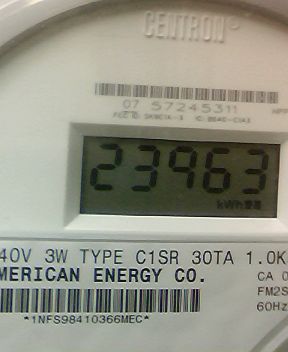 CENTRON®
07 57245311
23963
kWh
40V 3W TYPE C1SR 30TA 1.0K
MERICAN ENERGY CO.
CA 0
FM2S
60Hz
*1NFS98410366MEC*